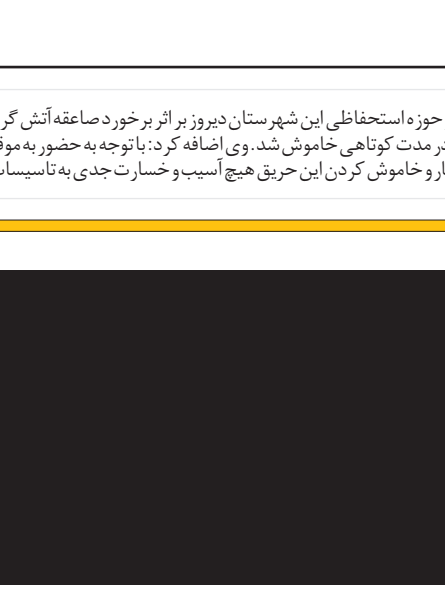 حوزه استحفاظی این شهرستان دیروز بر اثر برخورد صاعقه آتش گر
در مدت کوتاهی خاموش شد. وی اضافه کرد: با توجه به حضور به موق
ار و خاموش کردن این حریق هیچ آسیب و خسارت جدی به تاسیسات